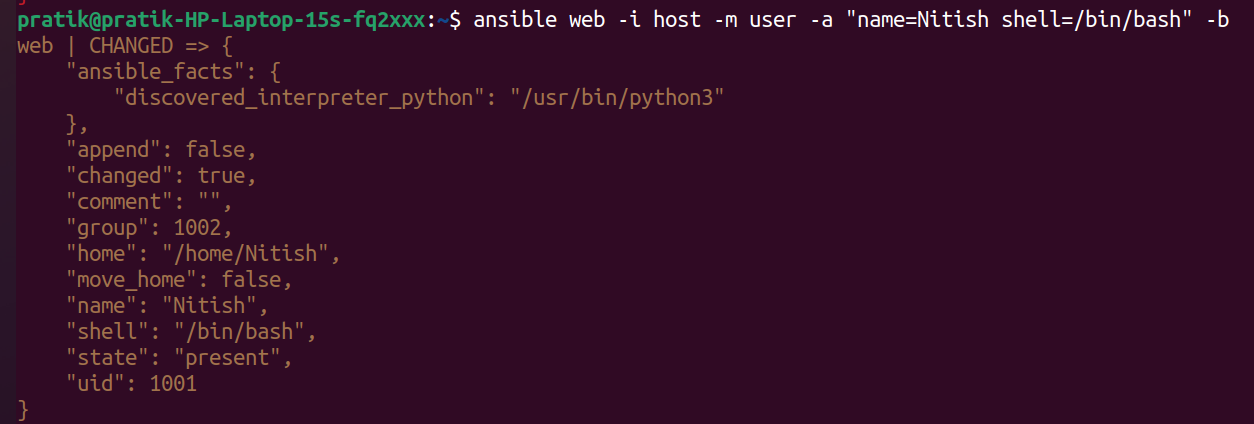 }
pratik@pratik-HP-Laptop-15s-fq2xxx:~$ ansible web -i host -m user -a "name=Nitish shell=/bin/bash" -b
web | CHANGED => {
    "ansible_facts": {
        "discovered_interpreter_python": "/usr/bin/python3"
    },
    "append": false,
    "changed": true,
    "comment": "",
    "group": 1002,
    "home": "/home/Nitish",
    "move_home": false,
    "name": "Nitish",
    "shell": "/bin/bash",
    "state": "present",
    "uid": 1001
}